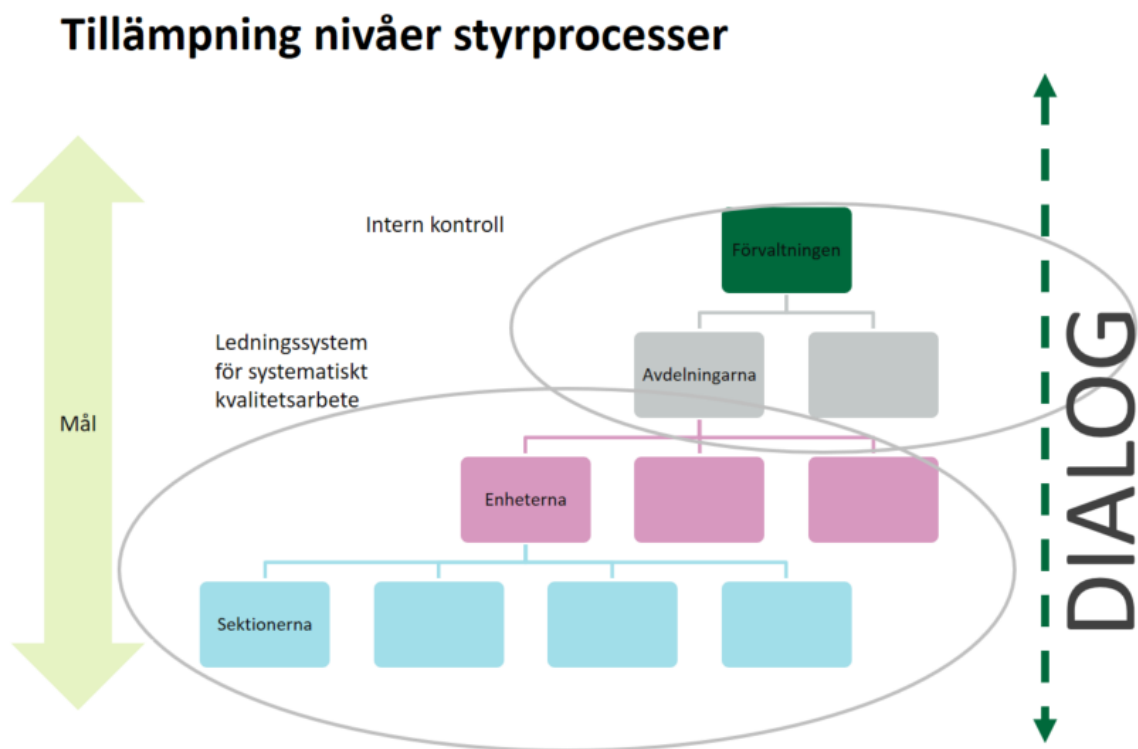 Tillämpning nivåer styrprocesser
Intern kontroll
Förvaltningen
Ledningssystem
för systematiskt
kvalitetsarbete
Avdelningarna
Mål
Enheterna
Sektionerna
DIALOG